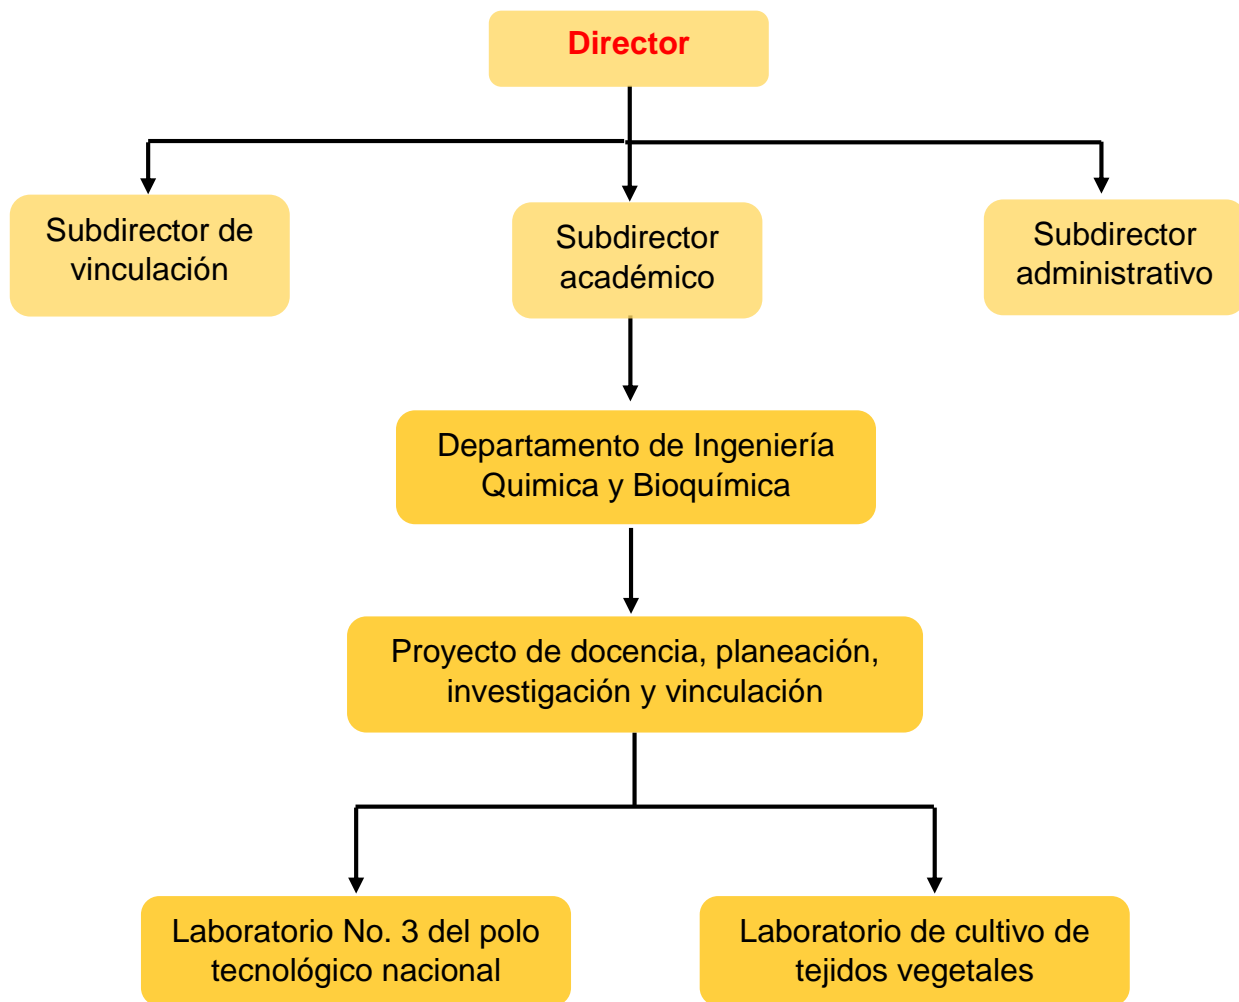 Director
Subdirector de
vinculación
Subdirector
académico
Subdirector
administrativo
Departamento de Ingeniería
Quimica y Bioquímica
Proyecto de docencia, planeación,
investigación y vinculación
Laboratorio No. 3 del polo
tecnológico nacional
Laboratorio de cultivo de
tejidos vegetales